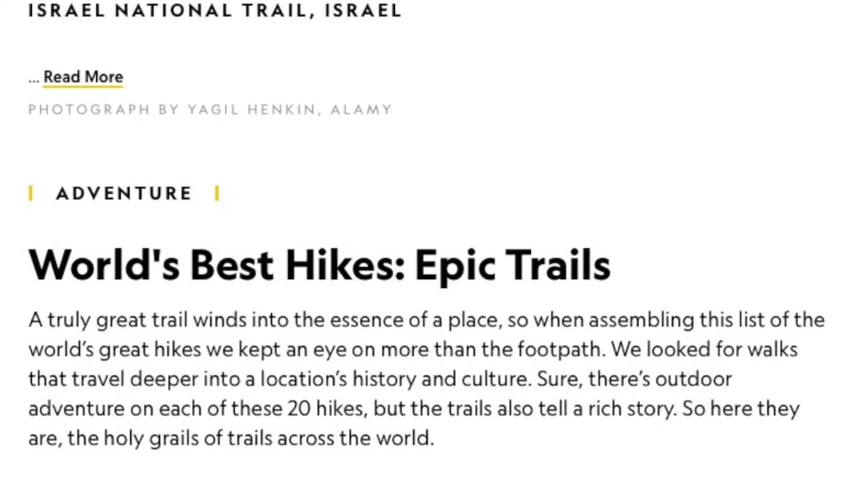 ISRAEL NATIONAL TRAIL, ISRAEL
... Read More
PHOTOGRAPH BY YAGIL HENKIN, ALAMY
ADVENTURE
World's Best Hikes: Epic Trails
A truly great trail winds into the essence of a place, so when assembling this list of the
world’s great hikes we kept an eye on more than the footpath. We looked for walks
that travel deeper into a location’s history and culture. Sure, there’s outdoor
adventure on each of these 20 hikes, but the trails also tell a rich story. So here they
are, the holy grails of trails across the world.